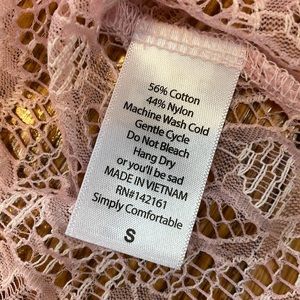 56% Cotton
44% Nylon
Machine Wash Cold
Gentle Cycle
Do Not Bleach
Hang Dry
or you'll be sad
MADE IN VIETNAM
RN#142161
Simply Comfortable
S